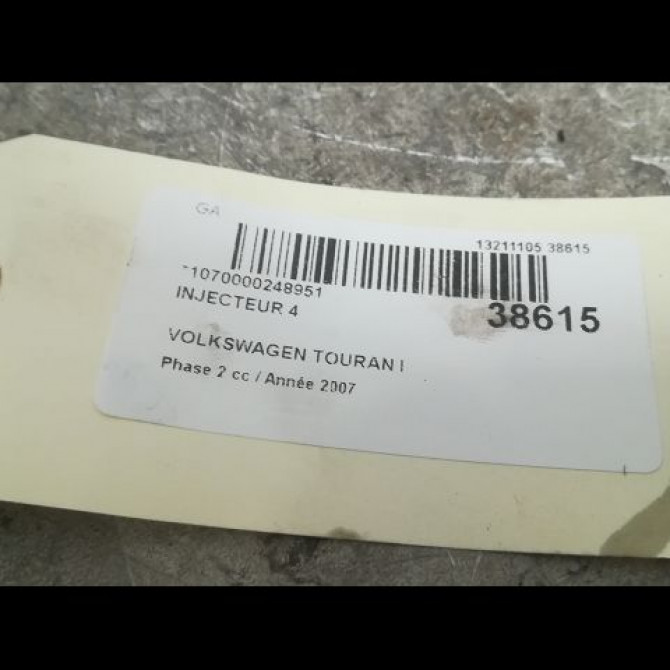 GA
13211105 38615
-1070000248951
38615
INJECTEUR 4
VOLKSWAGEN TOURAN I
Phase 2 cc / Année 2007